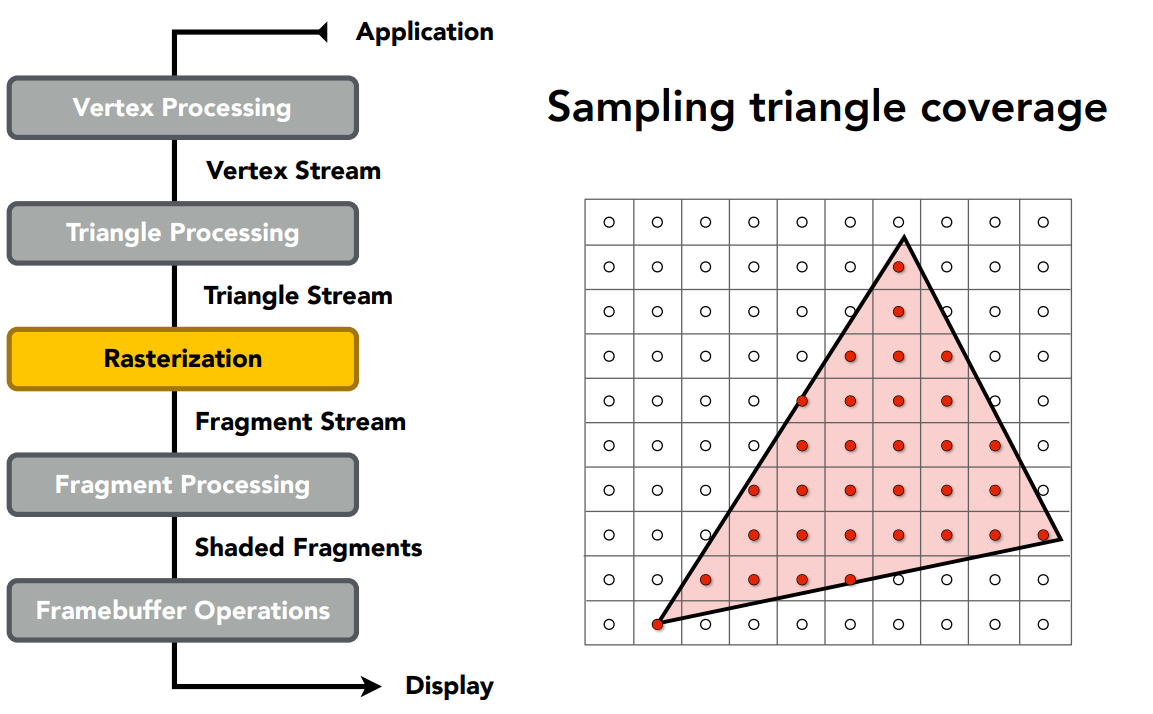 Application
Vertex Processing
Vertex Stream
Triangle Processing
Triangle Stream
Rasterization
Fragment Stream
Fragment Processing
Shaded Fragments
Framebuffer Operations
Display
Sampling triangle coverage